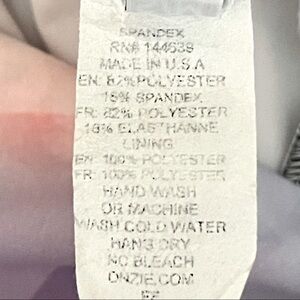 SPANDEX
RN# 144639
MADE IN U.S.A
EN: 82% POLYESTER
18% SPANDEX
FR: 82% POLYESTER
18% ELASTHANNE
LINING
EN: 100% POLYESTER
FR: 100% POLYESTER
HAND WASH
OR MACHINE
WASH COLD WATER
HANG DRY
NO BLEACH
ONZIE.COM